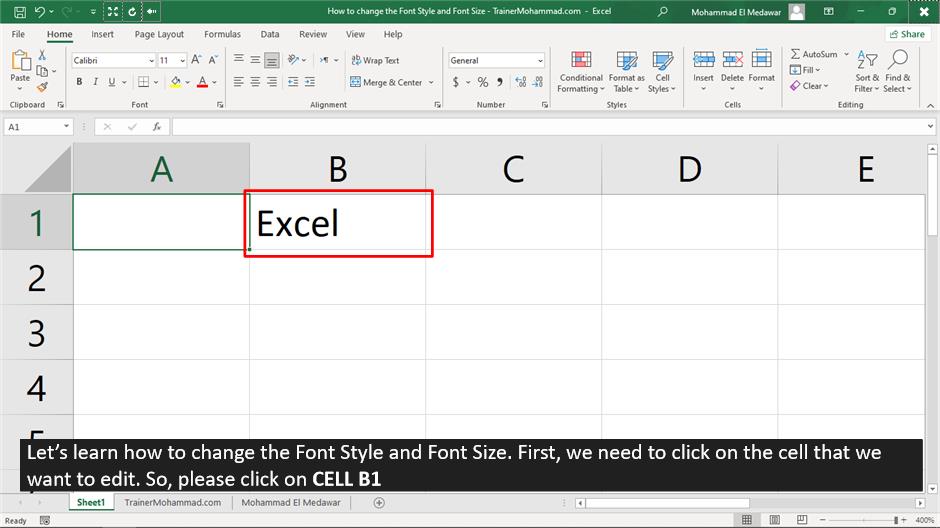 How to change the Font Style and Font Size - TrainerMohammad.com - Excel
Mohammad El Medawar
File Home Insert Page Layout Formulas Data Review View Help
Share
Paste
Clipboard
Calibri 11
B I U
Font
Wrap Text
Merge & Center
Alignment
General
$ % ,
Number
Conditional Formatting
Format as Table
Cell Styles
Styles
Insert Delete Format
Cells
AutoSum
Fill
Clear
Sort & Filter
Find & Select
Editing
A1
fx
A B C D E
1 Excel
2
3
4
5
Let’s learn how to change the Font Style and Font Size. First, we need to click on the cell that we
want to edit. So, please click on CELL B1
Sheet1 TrainerMohammad.com Mohammad El Medawar
Ready
400%